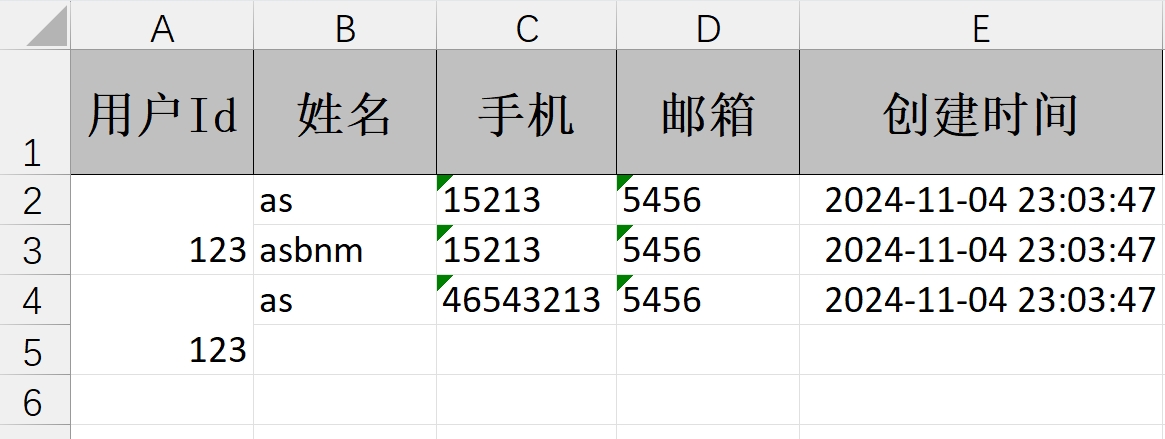 A B C D E
1 用户Id 姓名 手机 邮箱 创建时间
2 as 15213 5456 2024-11-04 23:03:47
3 123 asbnm 15213 5456 2024-11-04 23:03:47
4 as 46543213 5456 2024-11-04 23:03:47
5 123
6